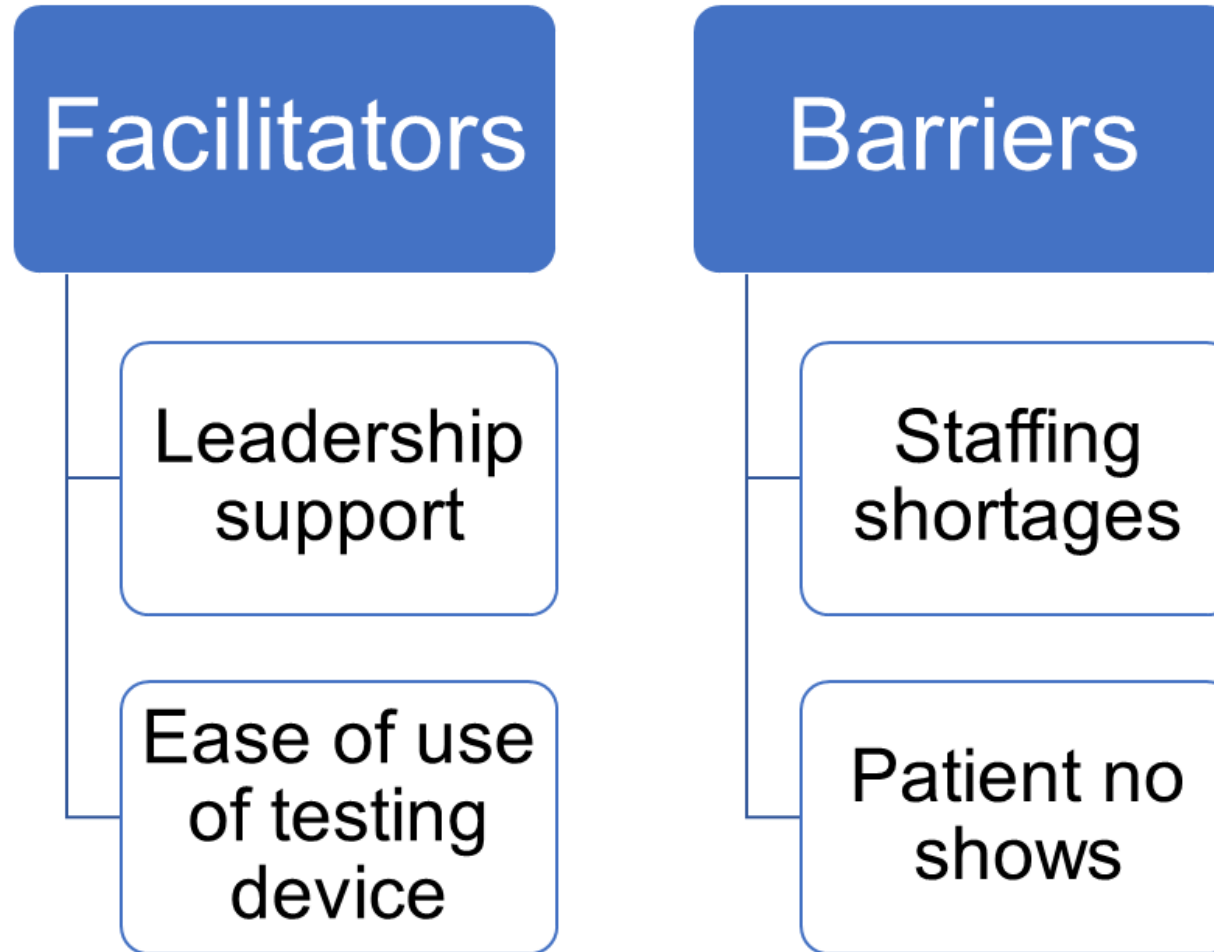 Facilitators
Leadership
support
Ease of use
of testing
device
Barriers
Staffing
shortages
Patient no
shows